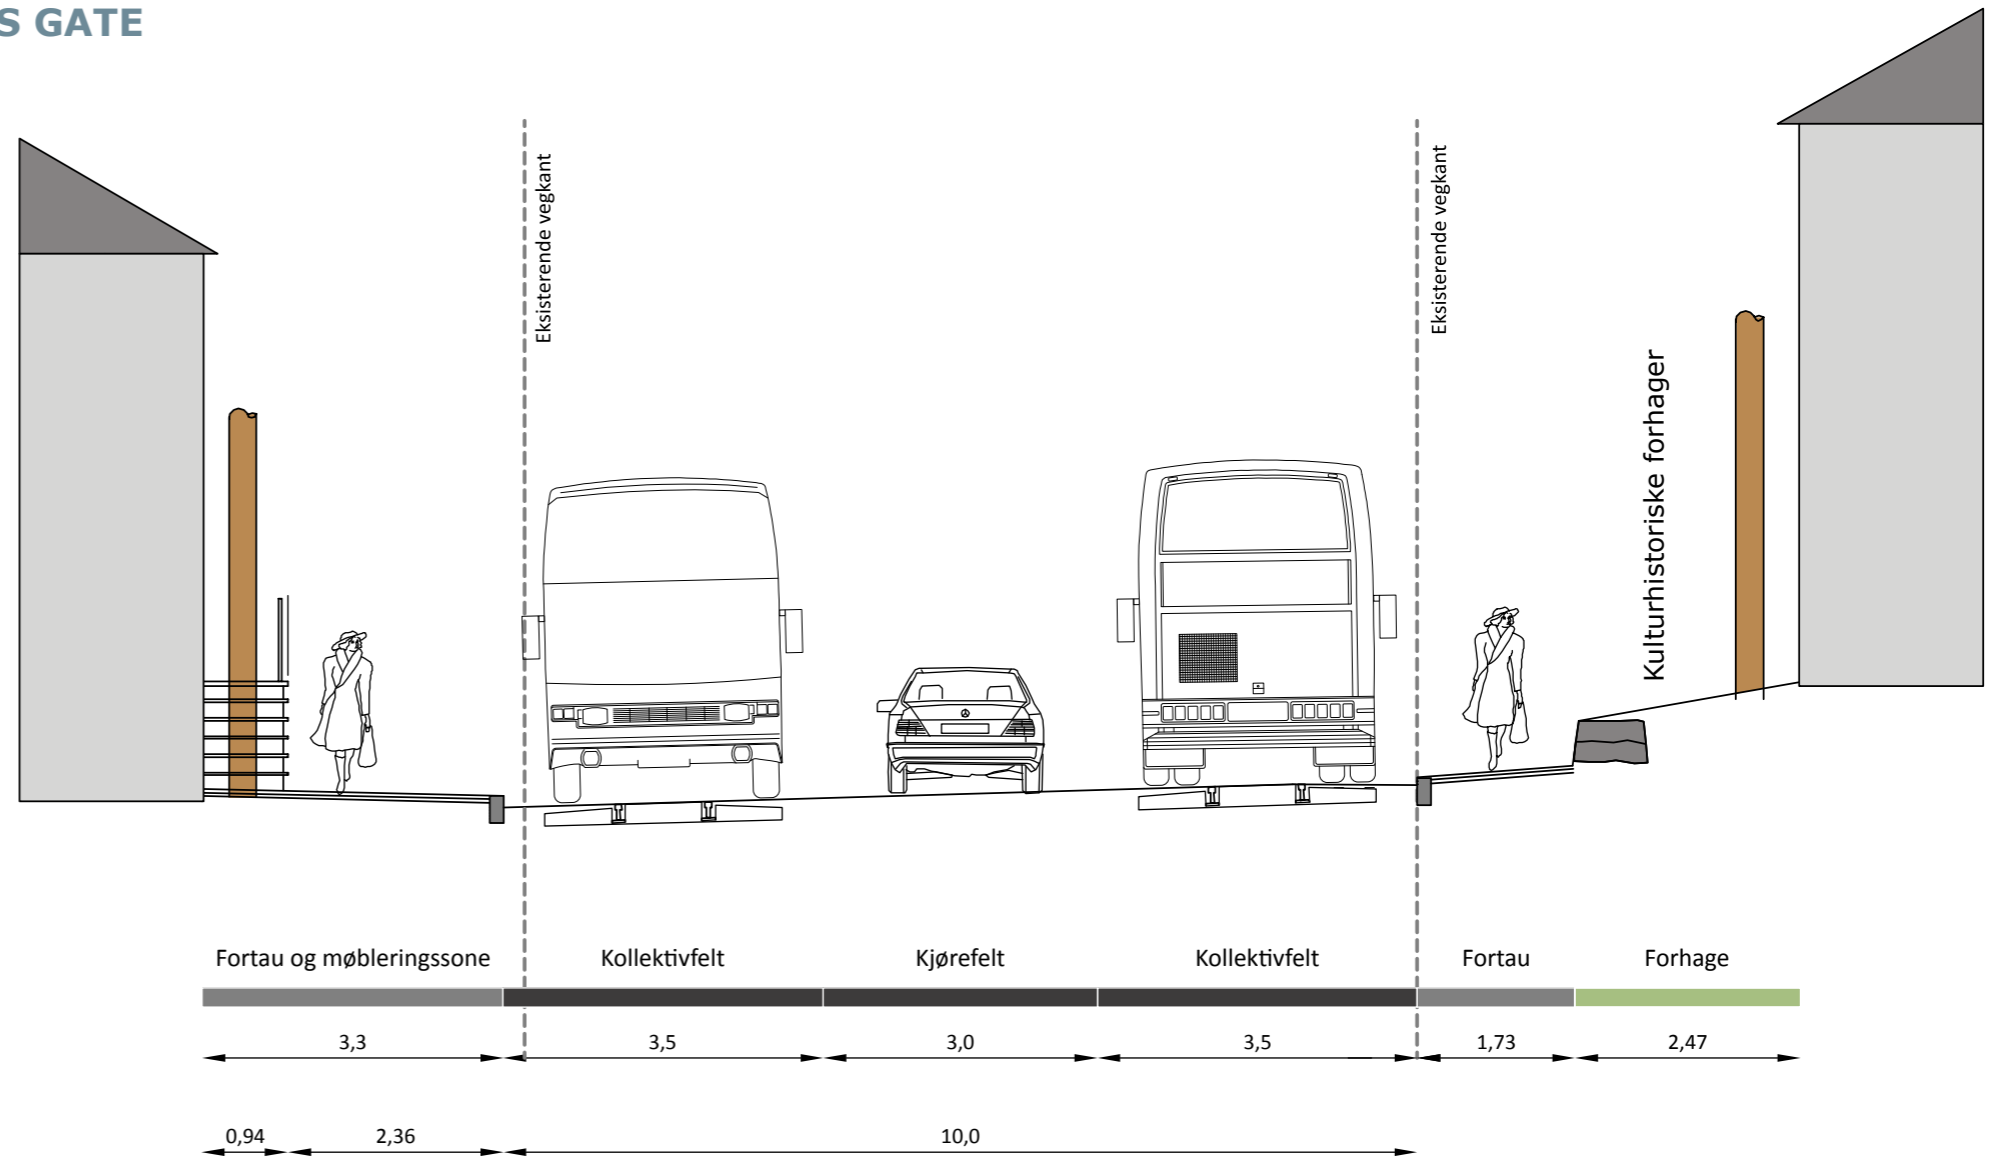 S GATE
Eksisterende vegkant
Eksisterende vegkant
Kulturhistoriske forhager
Fortau og møbleringssone
Kollektivfelt
Kjørefelt
Kollektivfelt
Fortau
Forhage
3,3
3,5
3,0
3,5
1,73
2,47
0,94
2,36
10,0